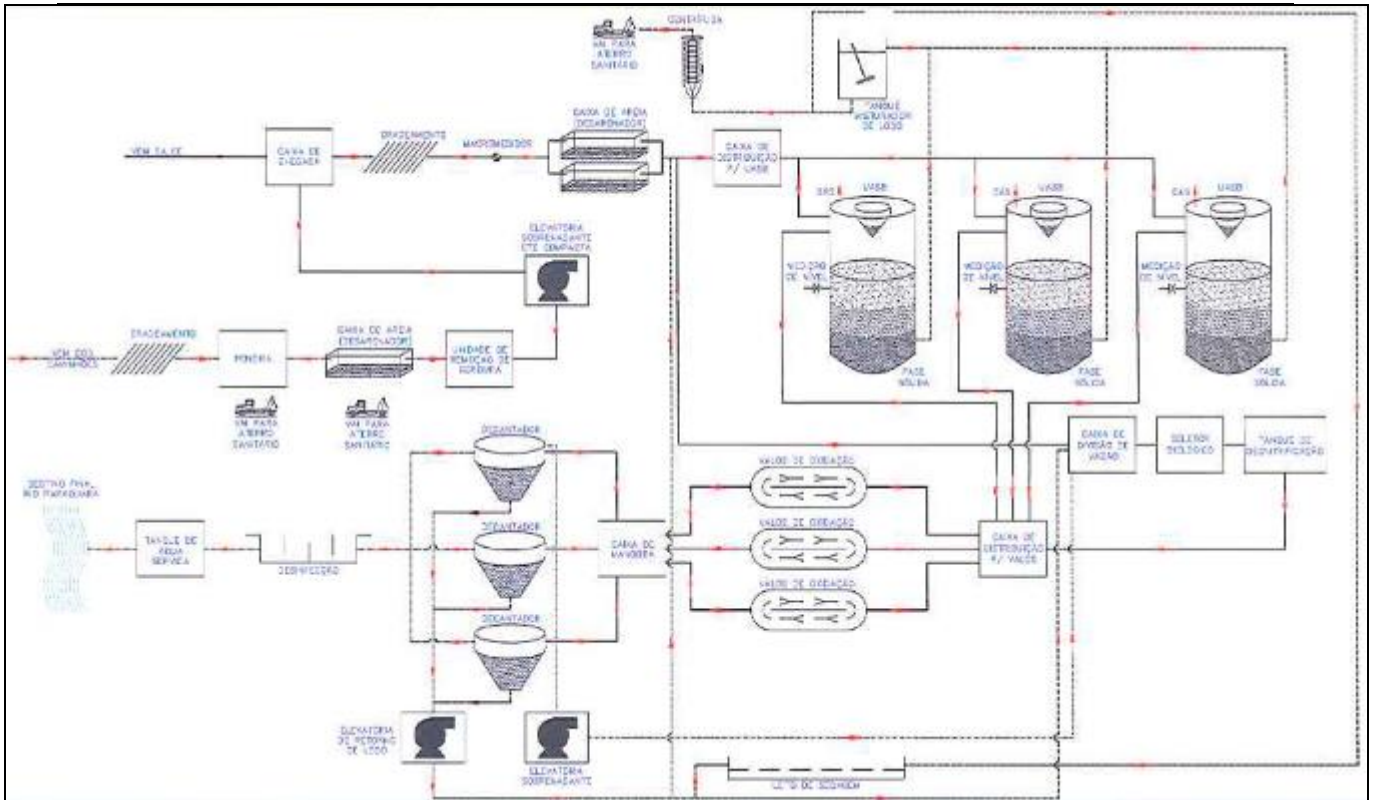 CENTRÍFUGA
VAI PARA
ATERRO
SANITÁRIO
TANQUE
MISTURADOR
DE LODO
CAIXA DE AREIA
(DESARENADOR)
GRADEAMENTO
MACROMEDIDOR
CAIXA DE
CHEGADA
CAIXA DE
DISTRIBUIÇÃO
P/ UASB
GÁS
UASB
GÁS
UASB
GÁS
UASB
ELEVATÓRIA
SOBRENADANTE
ETE COMPACTA
MEDIÇÃO
DE NÍVEL
MEDIÇÃO
DE NÍVEL
MEDIÇÃO
DE NÍVEL
GRADEAMENTO
VEM DOS
CAMINHÕES
PENEIRA
CAIXA DE AREIA
(DESARENADOR)
UNIDADE DE
REMOÇÃO DE
GORDURA
FASE
SÓLIDA
FASE
SÓLIDA
FASE
SÓLIDA
VAI PARA
ATERRO
SANITÁRIO
VAI PARA
ATERRO
SANITÁRIO
DECANTADOR
VALOS DE OXIDAÇÃO
CAIXA DE
DIVISÃO DE
VAZÃO
SELETOR
BIOLÓGICO
TANQUE DE
DESNITRIFICAÇÃO
DESTINO FINAL
RIO
DECANTADOR
VALOS DE OXIDAÇÃO
TANQUE DE
ÁGUA
SERVIDA
DESINFECÇÃO
CAIXA DE
MANOBRA
CAIXA DE
DISTRIBUIÇÃO
P/ VALOS
VALOS DE OXIDAÇÃO
DECANTADOR
ELEVATÓRIA
DE RETORNO
DE LODO
ELEVATÓRIA
SOBRENADANTE
LEITO DE SECAGEM